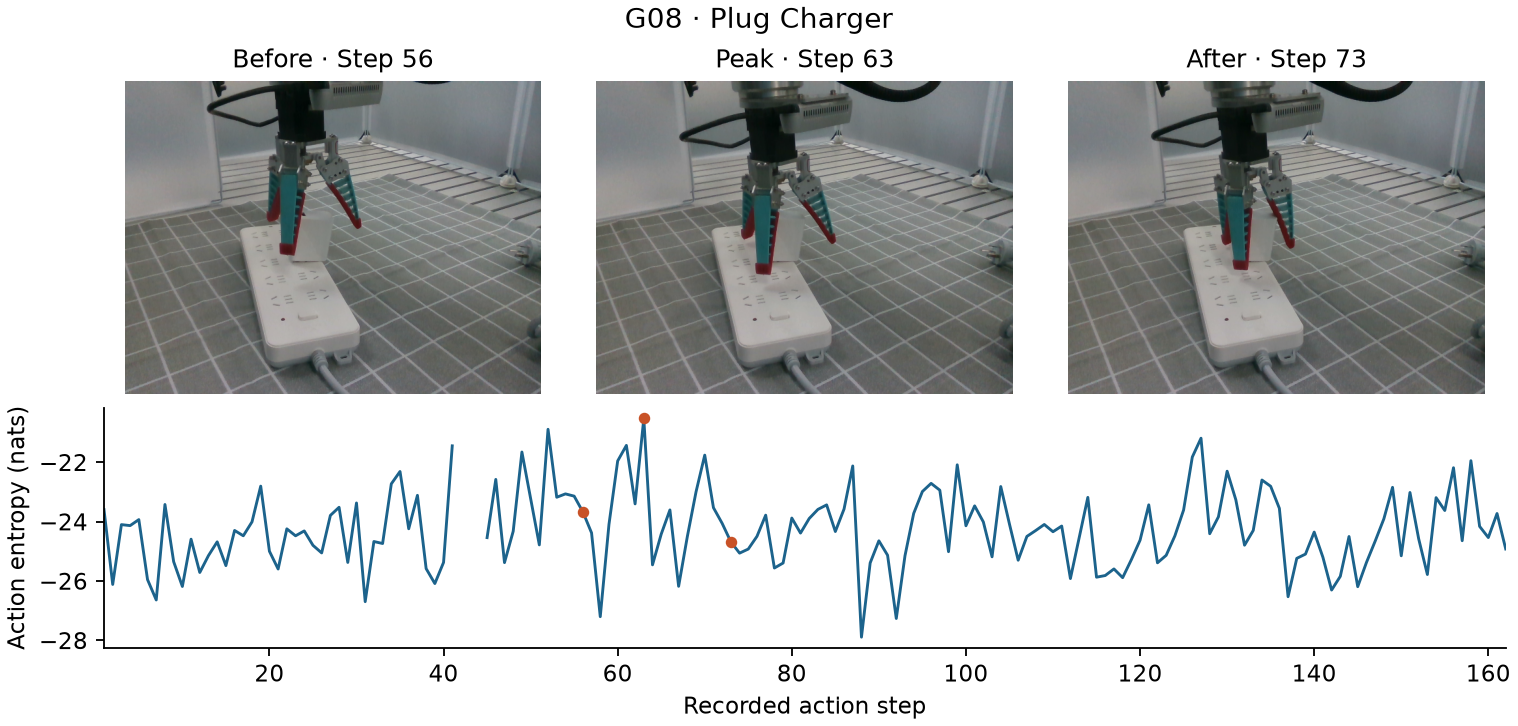 G08 · Plug Charger
Before · Step 56
Peak · Step 63
After · Step 73
Action entropy (nats)
−22
−24
−26
−28
20
40
60
80
100
120
140
160
Recorded action step